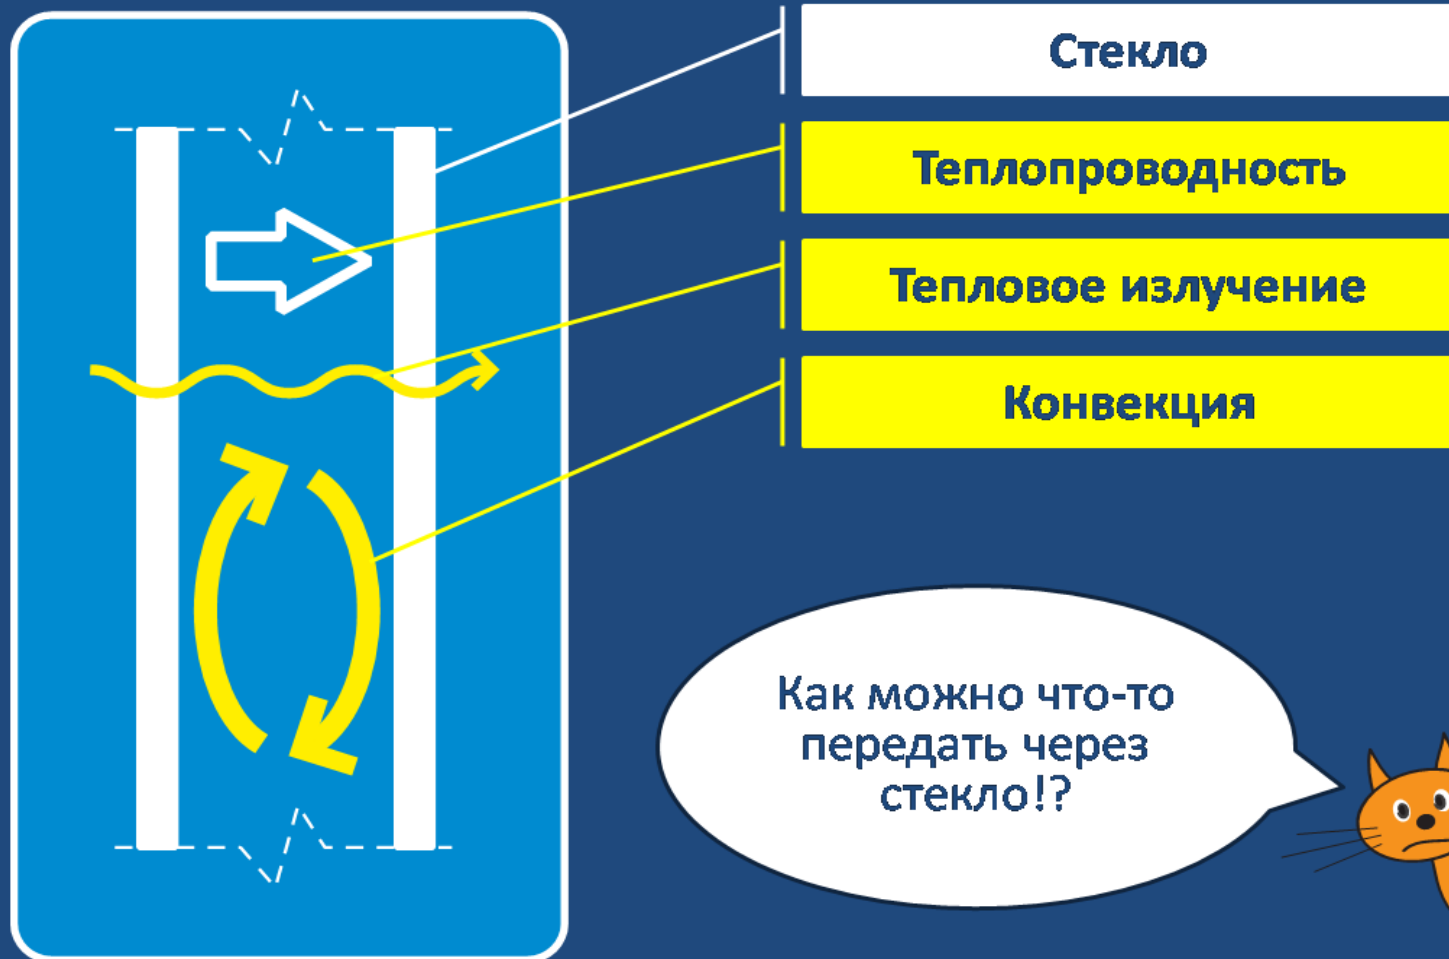 Стекло
Теплопроводность
Тепловое излучение
Конвекция
Как можно что-то
передать через
стекло!?